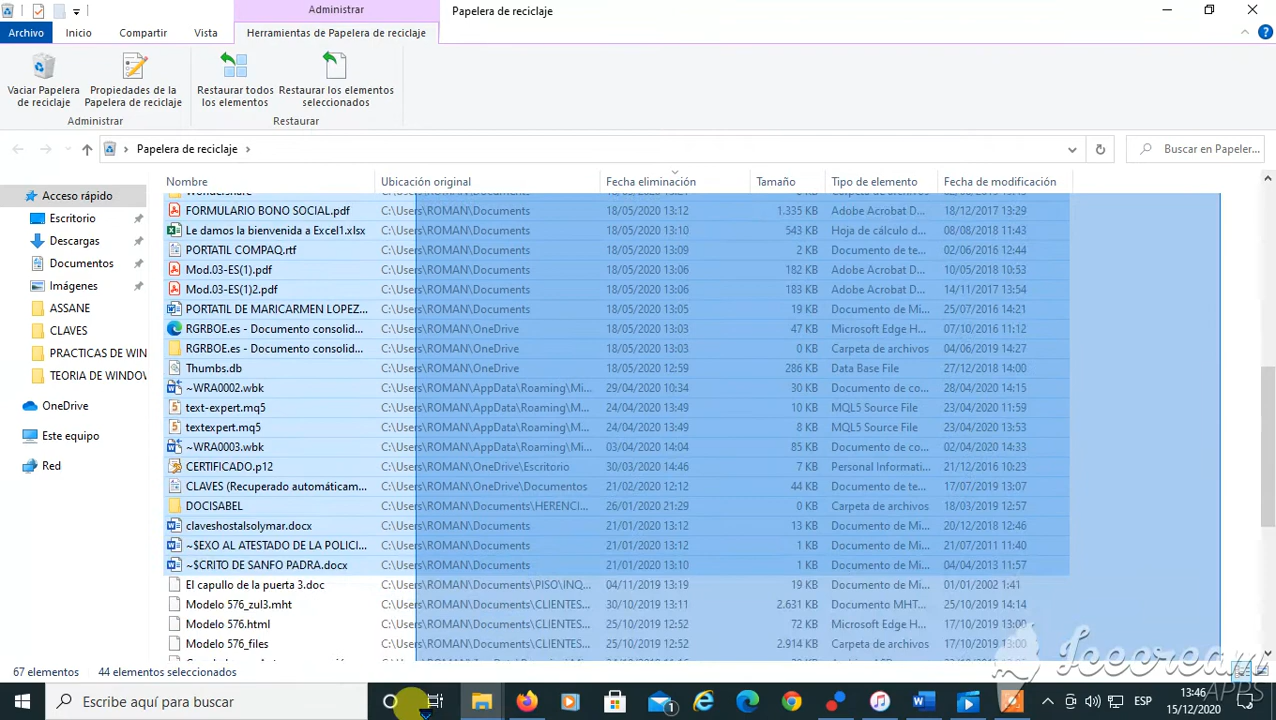 Administrar
Papelera de reciclaje
Archivo
Inicio
Compartir
Vista
Herramientas de Papelera de reciclaje
Vaciar Papelera de reciclaje
Propiedades de la Papelera de reciclaje
Restaurar todos los elementos
Restaurar los elementos seleccionados
Administrar
Restaurar
Papelera de reciclaje
Buscar en Papeler...
Acceso rápido
Escritorio
Descargas
Documentos
Imágenes
ASSANE
CLAVES
PRACTICAS DE WIN
TEORIA DE WINDOW
OneDrive
Este equipo
Red
Nombre Ubicación original Fecha eliminación Tamaño Tipo de elemento Fecha de modificación
FORMULARIO BONO SOCIAL.pdf C:\Users\ROMAN\Documents 18/05/2020 13:12 1.335 KB Adobe Acrobat D... 18/12/2017 13:29
Le damos la bienvenida a Excel1.xlsx C:\Users\ROMAN\Documents 18/05/2020 13:10 543 KB Hoja de cálculo d... 08/08/2018 11:43
PORTATIL COMPAQ.rtf C:\Users\ROMAN\Documents 18/05/2020 13:09 2 KB Documento de te... 02/06/2016 12:44
Mod.03-ES(1).pdf C:\Users\ROMAN\Documents 18/05/2020 13:06 182 KB Adobe Acrobat D... 10/05/2018 10:53
Mod.03-ES(1)2.pdf C:\Users\ROMAN\Documents 18/05/2020 13:06 183 KB Adobe Acrobat D... 14/11/2017 13:54
PORTATIL DE MARICARMEN LOPEZ... C:\Users\ROMAN\Documents 18/05/2020 13:05 19 KB Documento de Mi... 25/07/2016 14:21
RGRBOE.es - Documento consolid... C:\Users\ROMAN\OneDrive 18/05/2020 13:03 47 KB Microsoft Edge H... 07/10/2016 11:12
RGRBOE.es - Documento consolid... C:\Users\ROMAN\OneDrive 18/05/2020 13:03 0 KB Carpeta de archivos 04/06/2019 14:27
Thumbs.db C:\Users\ROMAN\OneDrive 18/05/2020 12:59 286 KB Data Base File 27/12/2018 14:00
~WRA0002.wbk C:\Users\ROMAN\AppData\Roaming\Mi... 29/04/2020 10:34 30 KB Documento de co... 28/04/2020 14:15
text-expert.mq5 C:\Users\ROMAN\AppData\Roaming\M... 24/04/2020 13:49 10 KB MQL5 Source File 23/04/2020 11:59
textexpert.mq5 C:\Users\ROMAN\AppData\Roaming\M... 24/04/2020 13:49 8 KB MQL5 Source File 23/04/2020 13:53
~WRA0003.wbk C:\Users\ROMAN\AppData\Roaming\Mi... 03/04/2020 14:04 85 KB Documento de co... 02/04/2020 14:33
CERTIFICADO.p12 C:\Users\ROMAN\OneDrive\Escritorio 30/03/2020 14:46 7 KB Personal Informati... 21/12/2016 10:23
CLAVES (Recuperado automáticam... C:\Users\ROMAN\OneDrive\Documentos 21/02/2020 12:12 44 KB Documento de te... 17/07/2019 13:07
DOCISABEL C:\Users\ROMAN\Documents\HERENCI... 26/01/2020 21:29 0 KB Carpeta de archivos 18/03/2019 12:57
claveshostalsolymar.docx C:\Users\ROMAN\Documents 21/01/2020 13:12 13 KB Documento de Mi... 20/12/2018 12:46
~$EXO AL ATESTADO DE LA POLICI... C:\Users\ROMAN\Documents 21/01/2020 13:12 1 KB Documento de Mi... 21/07/2011 11:40
~$CRITO DE SANFO PADRA.docx C:\Users\ROMAN\Documents 21/01/2020 13:10 1 KB Documento de Mi... 04/04/2013 11:57
El capullo de la puerta 3.doc C:\Users\ROMAN\Documents\PISO\INQ... 04/11/2019 13:19 19 KB Documento de Mi... 01/01/2002 1:41
Modelo 576_zul3.mht C:\Users\ROMAN\Documents\CLIENTES... 30/10/2019 13:11 2.631 KB Documento MHT... 25/10/2019 14:14
Modelo 576.html C:\Users\ROMAN\Documents\CLIENTES... 25/10/2019 12:52 Microsoft Edge H... 17/10/2019 13:00
Modelo 576_files C:\Users\ROMAN\Documents\CLIENTES... 25/10/2019 12:52 2.914 KB Carpeta de archivos 17/10/2019 13:00
67 elementos 44 elementos seleccionados
Icecream
APPS
Escribe aquí para buscar
1
ESP
13:46
15/12/2020
3